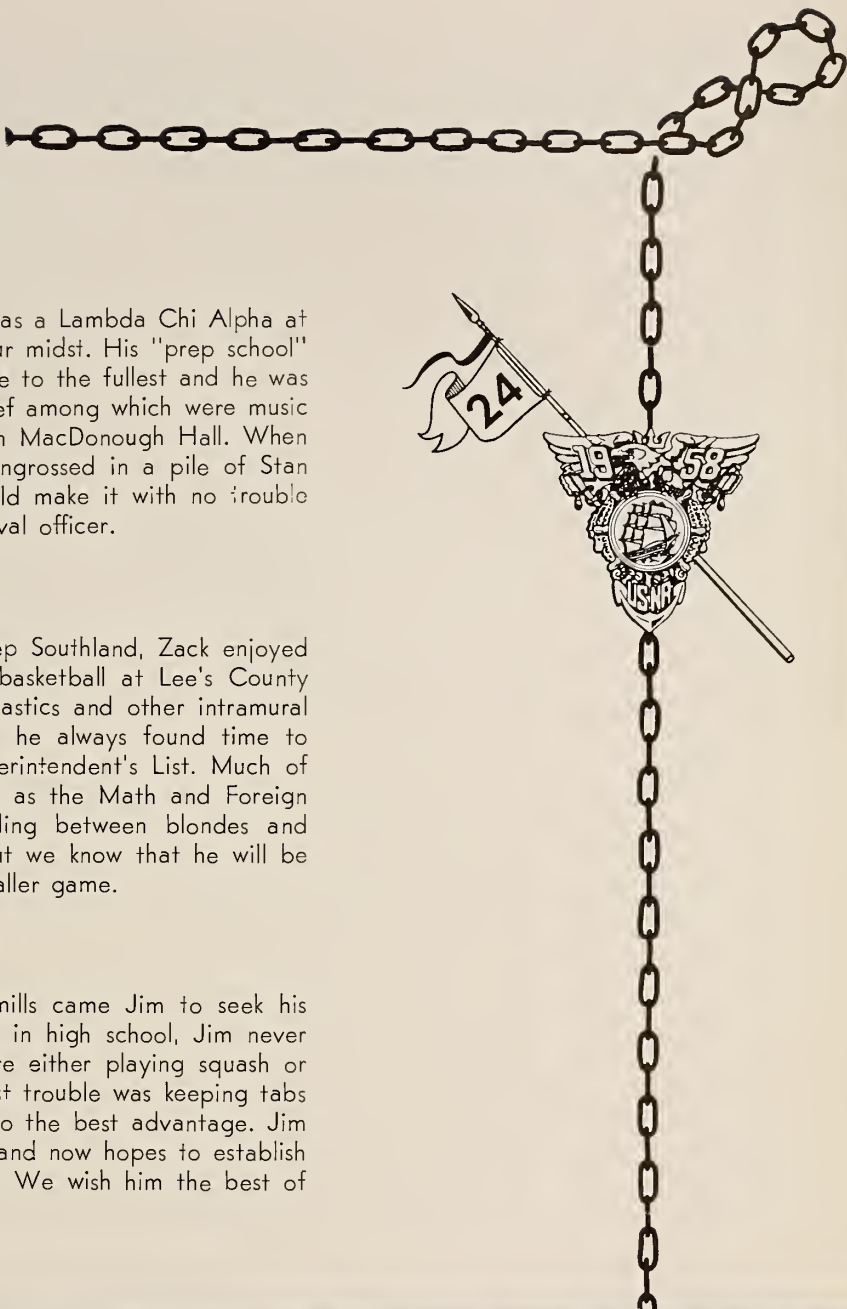 as a Lambda Chi Alpha at
ur midst. His "prep school"
e to the fullest and he was
ef among which were music
n MacDonough Hall. When
ngrossed in a pile of Stan
ld make it with no trouble
val officer.
24
19 58
USNA
ep Southland, Zack enjoyed
basketball at Lee's County
astics and other intramural
he always found time to
erintendent's List. Much of
as the Math and Foreign
ling between blondes and
ut we know that he will be
aller game.
mills came Jim to seek his
in high school, Jim never
re either playing squash or
st trouble was keeping tabs
o the best advantage. Jim
and now hopes to establish
We wish him the best of